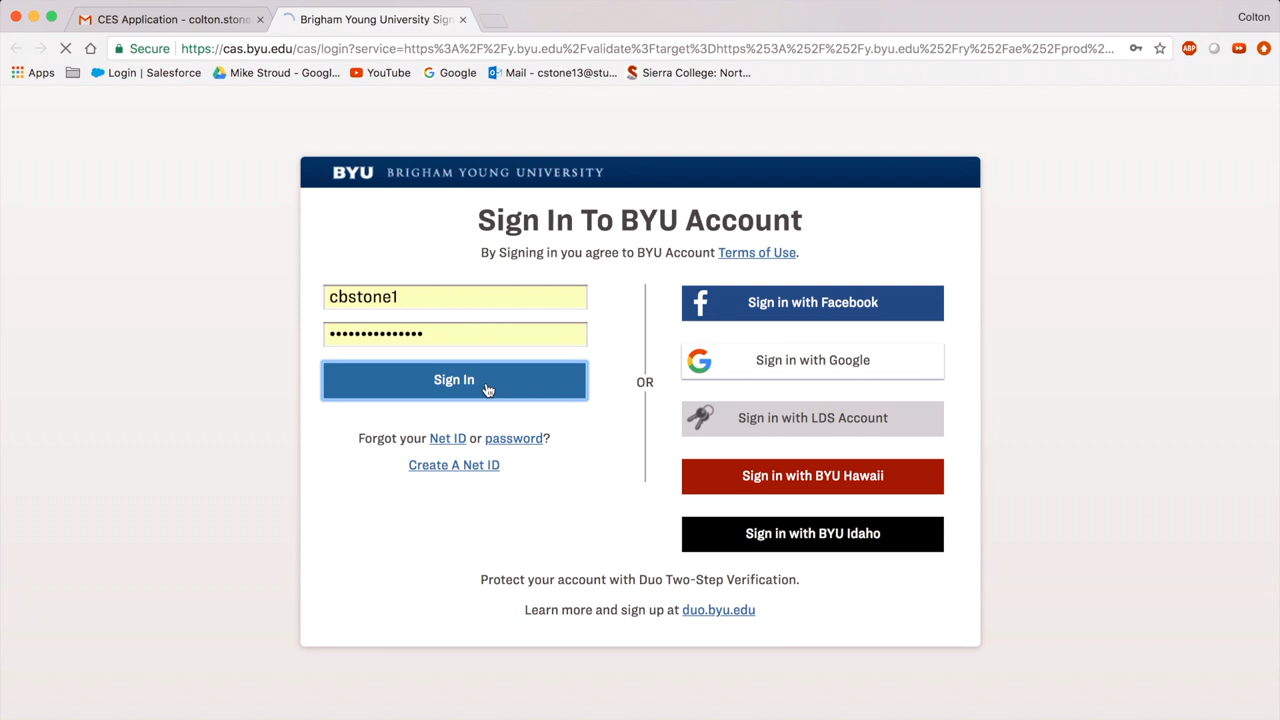 CES Application - colton.stone
Brigham Young University Sign
Colton
Secure
https://cas.byu.edu/cas/login?service=https%3A%2F%2Fy.byu.edu%2Fvalidate%3Ftarget%3Dhttps%253A%252F%252Fy.byu.edu%252Fry%252Fae%252Fprod%2...
ABP
Apps
Login | Salesforce
Mike Stroud - Googl...
YouTube
Google
Mail - cstone13@stu...
Sierra College: Nort...
BYU BRIGHAM YOUNG UNIVERSITY
Sign In To BYU Account
By Signing in you agree to BYU Account Terms of Use.
cbstone1
•••••••••••••••
Sign In
Forgot your Net ID or password?
Create A Net ID
OR
Sign in with Facebook
Sign in with Google
Sign in with LDS Account
Sign in with BYU Hawaii
Sign in with BYU Idaho
Protect your account with Duo Two-Step Verification.
Learn more and sign up at duo.byu.edu